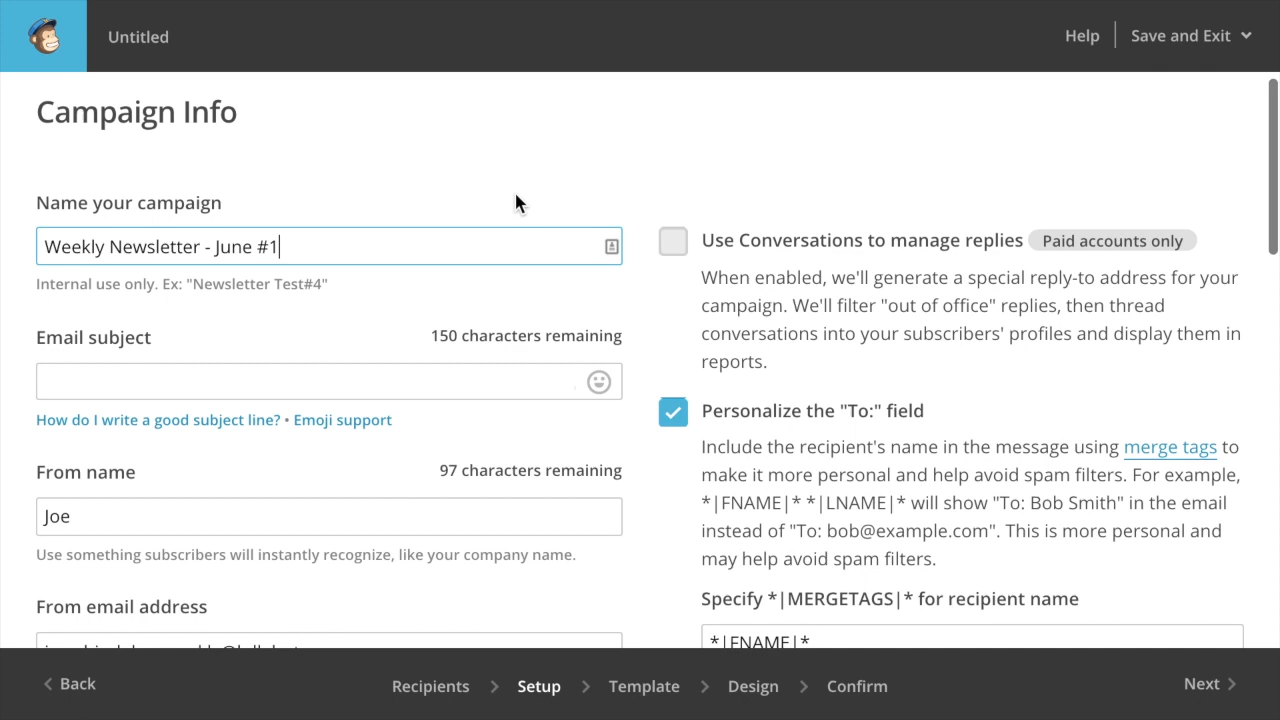 Untitled
Help
Save and Exit
Campaign Info
Name your campaign
Weekly Newsletter - June #1
Internal use only. Ex: "Newsletter Test#4"
Email subject
150 characters remaining
How do I write a good subject line? • Emoji support
From name
97 characters remaining
Joe
Use something subscribers will instantly recognize, like your company name.
From email address
Use Conversations to manage replies
Paid accounts only
When enabled, we'll generate a special reply-to address for your
campaign. We'll filter "out of office" replies, then thread
conversations into your subscribers' profiles and display them in
reports.
Personalize the "To:" field
Include the recipient's name in the message using merge tags to
make it more personal and help avoid spam filters. For example,
*|FNAME|* *|LNAME|* will show "To: Bob Smith" in the email
instead of "To: bob@example.com". This is more personal and
may help avoid spam filters.
Specify *|MERGETAGS|* for recipient name
*|FNAME|*
Back
Recipients
Setup
Template
Design
Confirm
Next